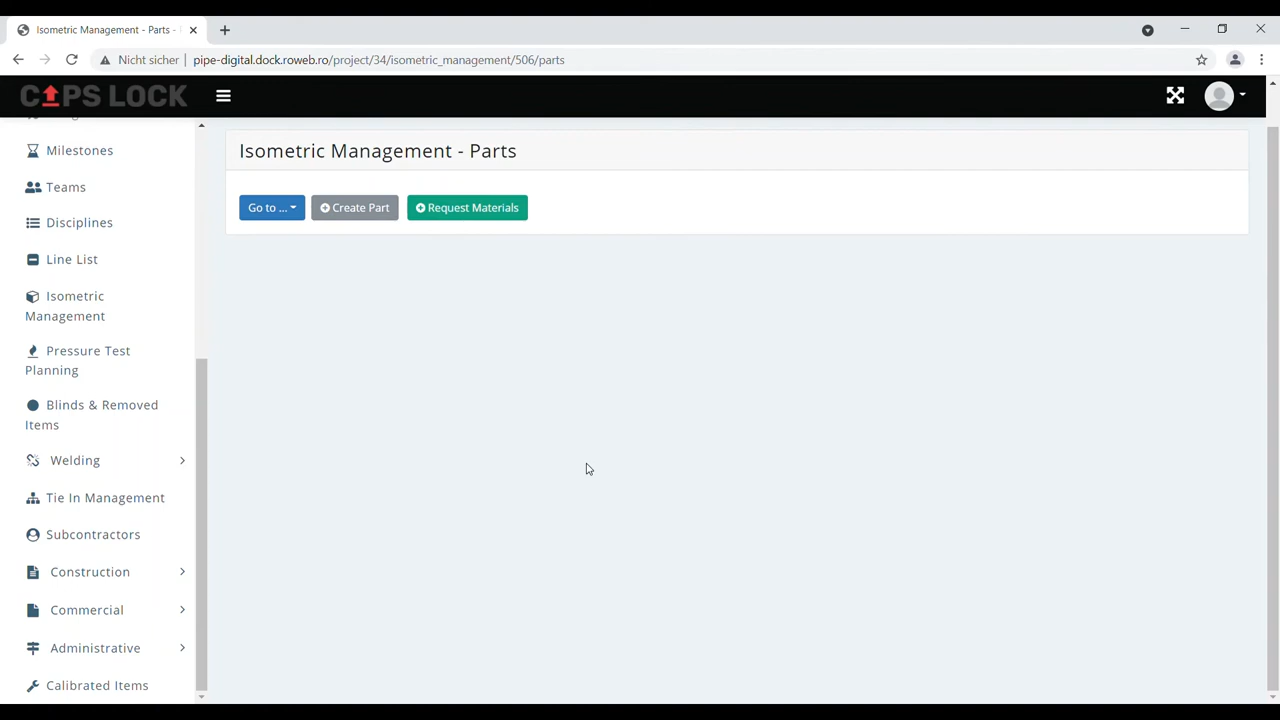 Isometric Management - Parts -
Nicht sicher
pipe-digital.dock.roweb.ro/project/34/isometric_management/506/parts
CAPS LOCK
Milestones
Teams
Disciplines
Line List
Isometric
Management
Pressure Test
Planning
Blinds & Removed
Items
Welding
Tie In Management
Subcontractors
Construction
Commercial
Administrative
Calibrated Items
Isometric Management - Parts
Go to ...
Create Part
Request Materials